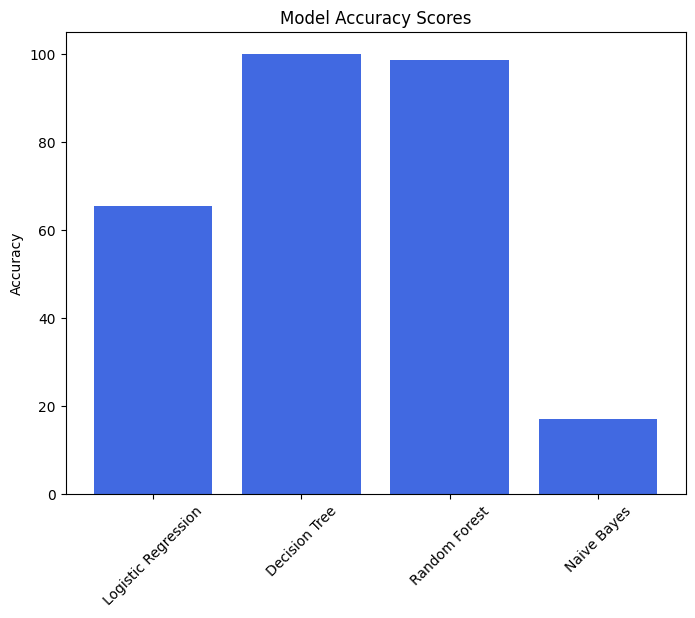 Model Accuracy Scores
100
80
60
40
20
0
Accuracy
Logistic Regression
Decision Tree
Random Forest
Naive Bayes